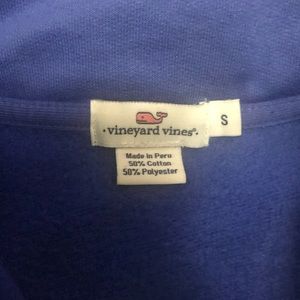 ·vineyard vines®
S
Made in Peru
50% Cotton
50% Polyester